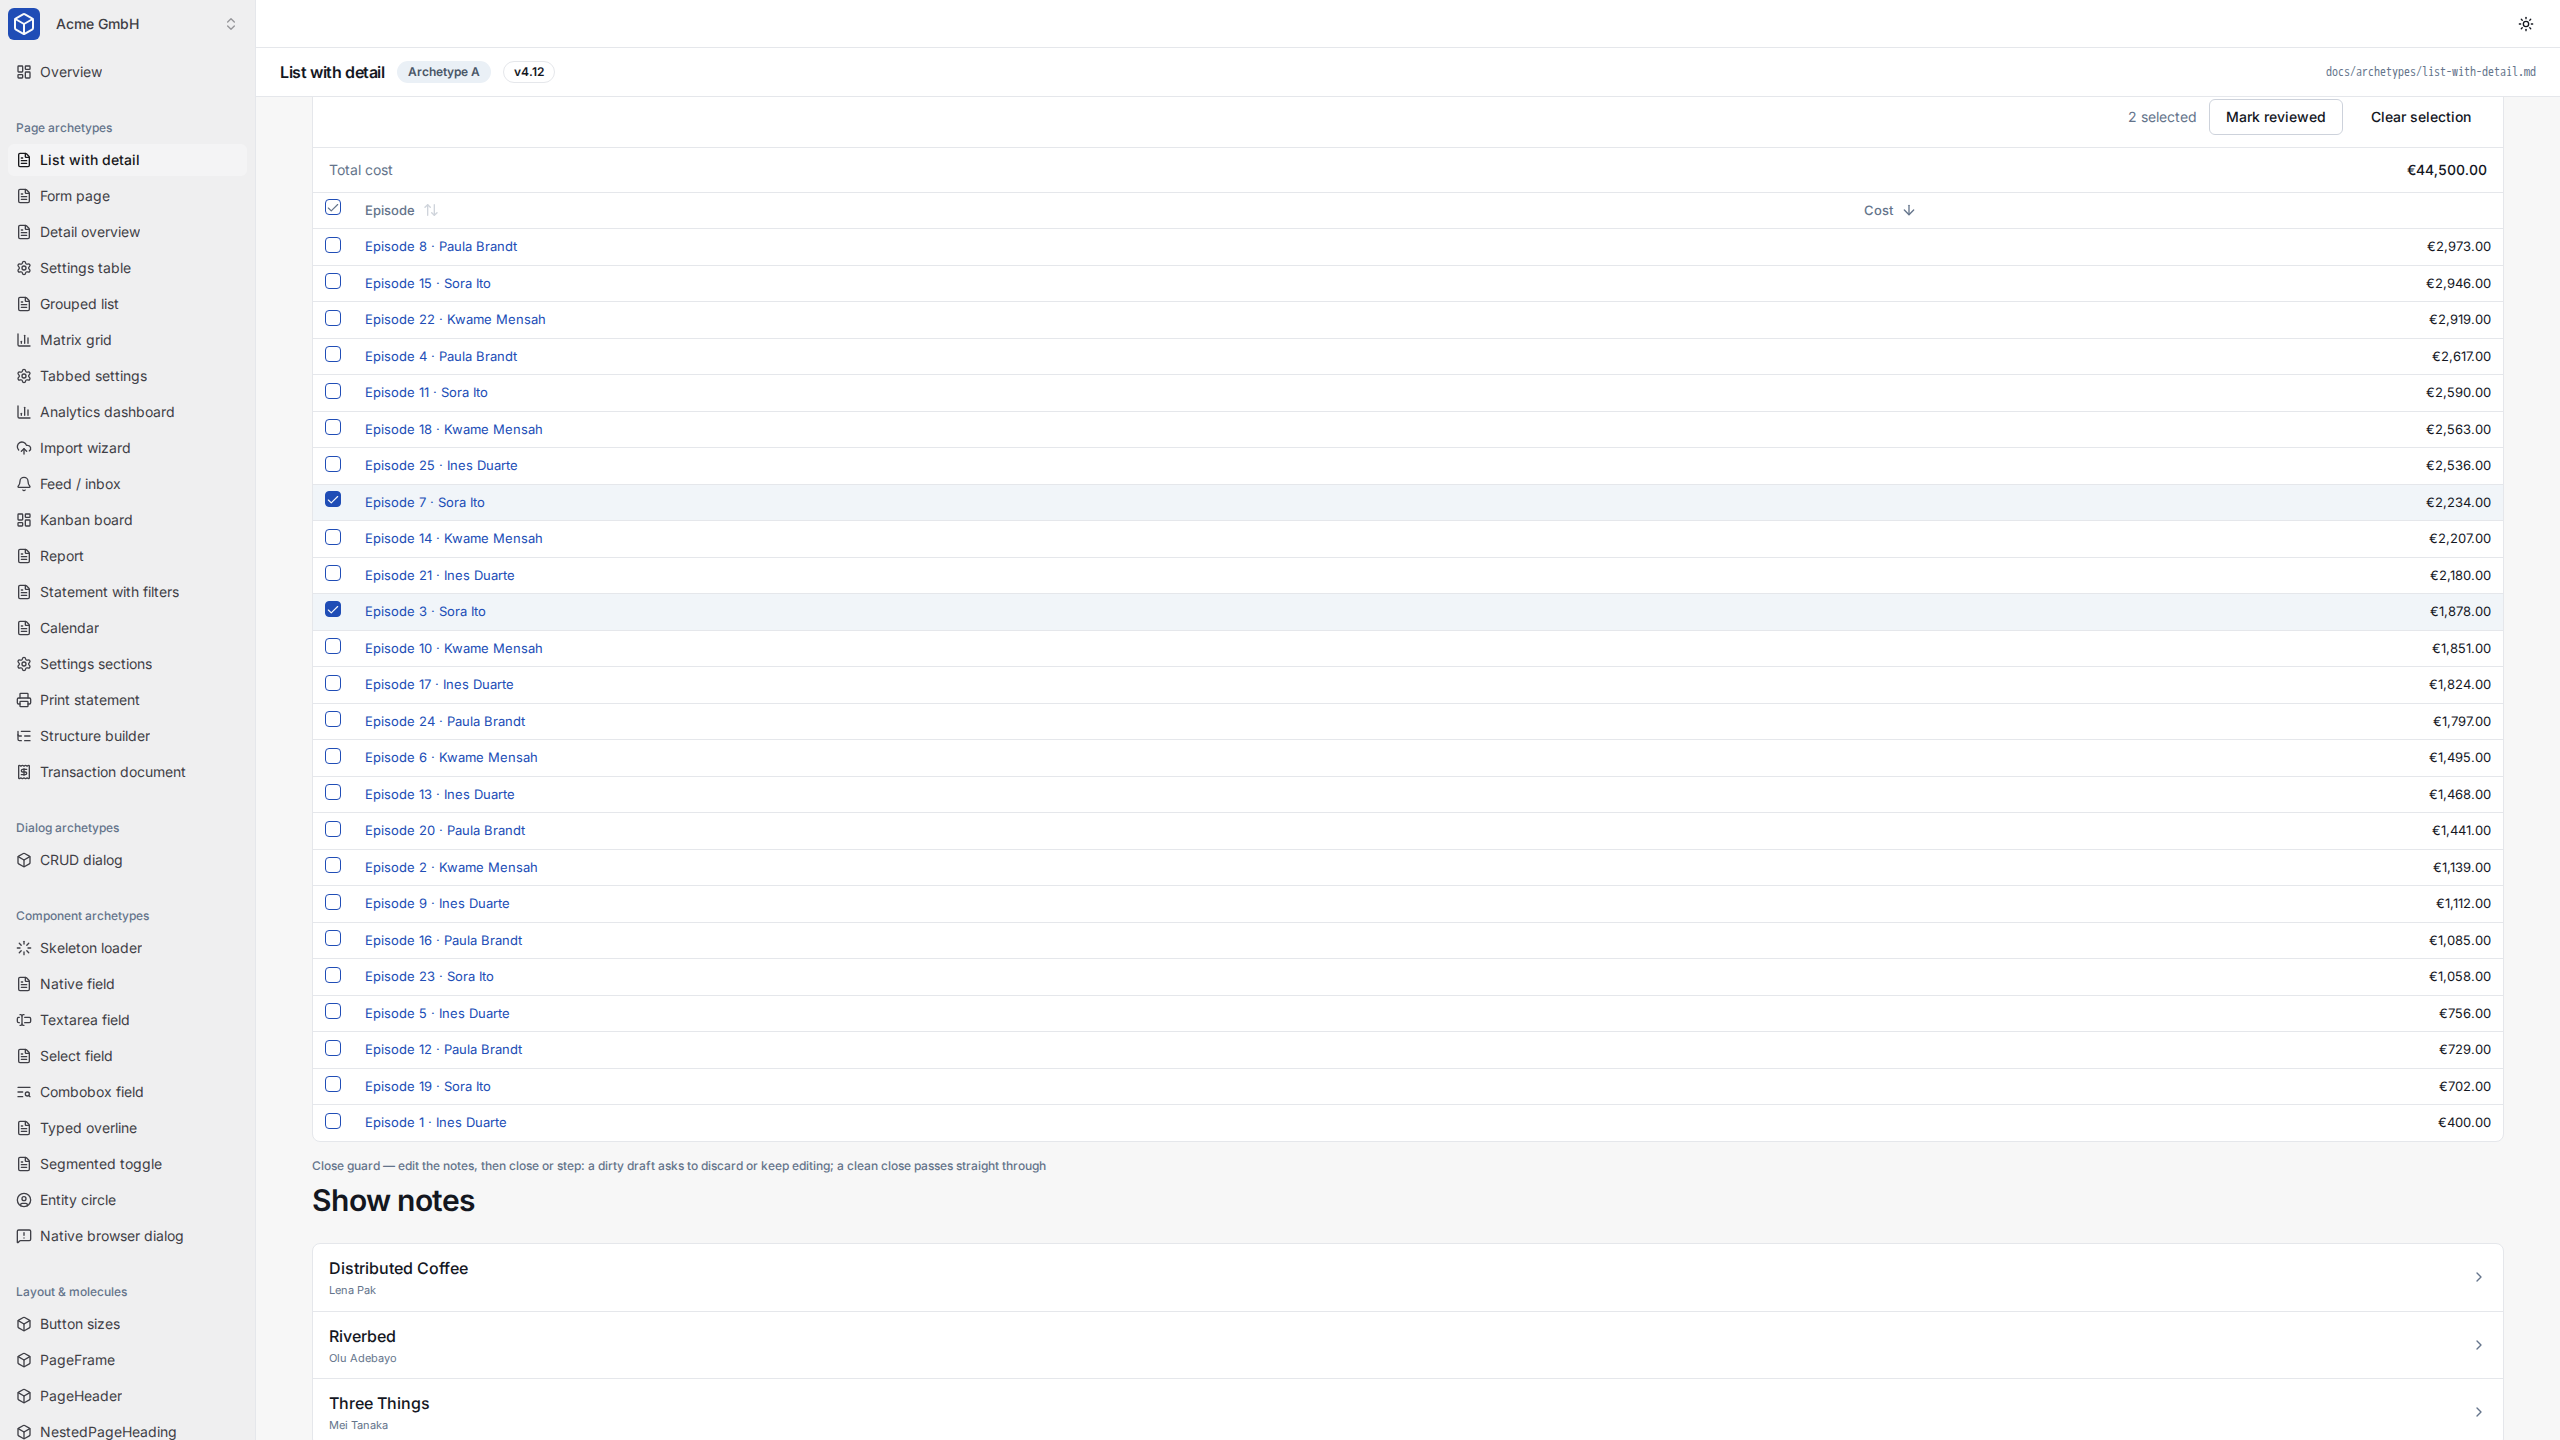 Acme GmbH
Overview
Page archetypes
List with detail
Form page
Detail overview
Settings table
Grouped list
Matrix grid
Tabbed settings
Analytics dashboard
Import wizard
Feed / inbox
Kanban board
Report
Statement with filters
Calendar
Settings sections
Print statement
Structure builder
Transaction document
Dialog archetypes
CRUD dialog
Component archetypes
Skeleton loader
Native field
Textarea field
Select field
Combobox field
Typed overline
Segmented toggle
Entity circle
Native browser dialog
Layout & molecules
Button sizes
PageFrame
PageHeader
NestedPageHeading
List with detail Archetype A v4.12 docs/archetypes/list-with-detail.md
2 selected Mark reviewed Clear selection
Total cost €44,500.00
Episode Cost
Episode 8 · Paula Brandt €2,973.00
Episode 15 · Sora Ito €2,946.00
Episode 22 · Kwame Mensah €2,919.00
Episode 4 · Paula Brandt €2,617.00
Episode 11 · Sora Ito €2,590.00
Episode 18 · Kwame Mensah €2,563.00
Episode 25 · Ines Duarte €2,536.00
Episode 7 · Sora Ito €2,234.00
Episode 14 · Kwame Mensah €2,207.00
Episode 21 · Ines Duarte €2,180.00
Episode 3 · Sora Ito €1,878.00
Episode 10 · Kwame Mensah €1,851.00
Episode 17 · Ines Duarte €1,824.00
Episode 24 · Paula Brandt €1,797.00
Episode 6 · Kwame Mensah €1,495.00
Episode 13 · Ines Duarte €1,468.00
Episode 20 · Paula Brandt €1,441.00
Episode 2 · Kwame Mensah €1,139.00
Episode 9 · Ines Duarte €1,112.00
Episode 16 · Paula Brandt €1,085.00
Episode 23 · Sora Ito €1,058.00
Episode 5 · Ines Duarte €756.00
Episode 12 · Paula Brandt €729.00
Episode 19 · Sora Ito €702.00
Episode 1 · Ines Duarte €400.00
Close guard — edit the notes, then close or step: a dirty draft asks to discard or keep editing; a clean close passes straight through
Show notes
Distributed Coffee
Lena Pak
Riverbed
Olu Adebayo
Three Things
Mei Tanaka